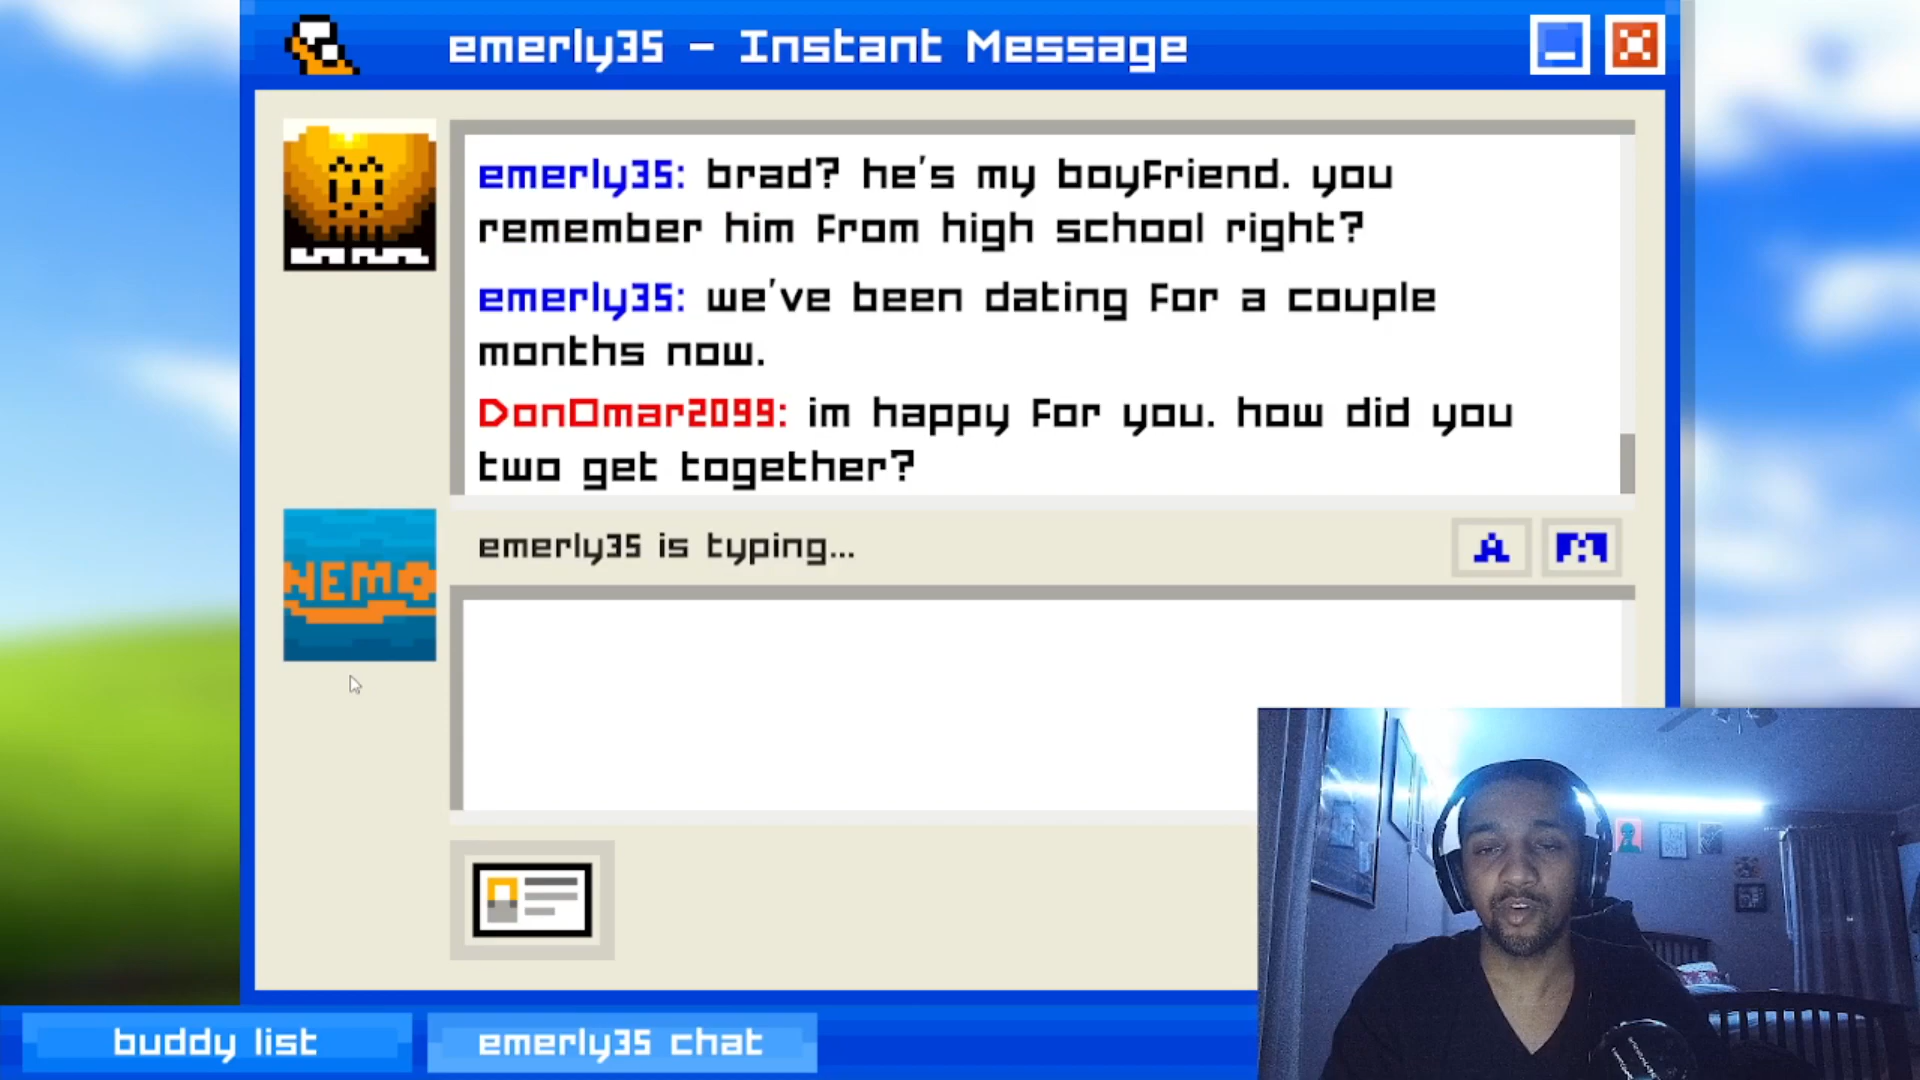 emerly35 - Instant Message
emerly35: brad? he's my boyfriend. you
remember him from high school right?
emerly35: we've been dating for a couple
months now.
DonOmar2099: im happy for you. how did you
two get together?
NEMO
emerly35 is typing...
A
buddy list
emerly35 chat